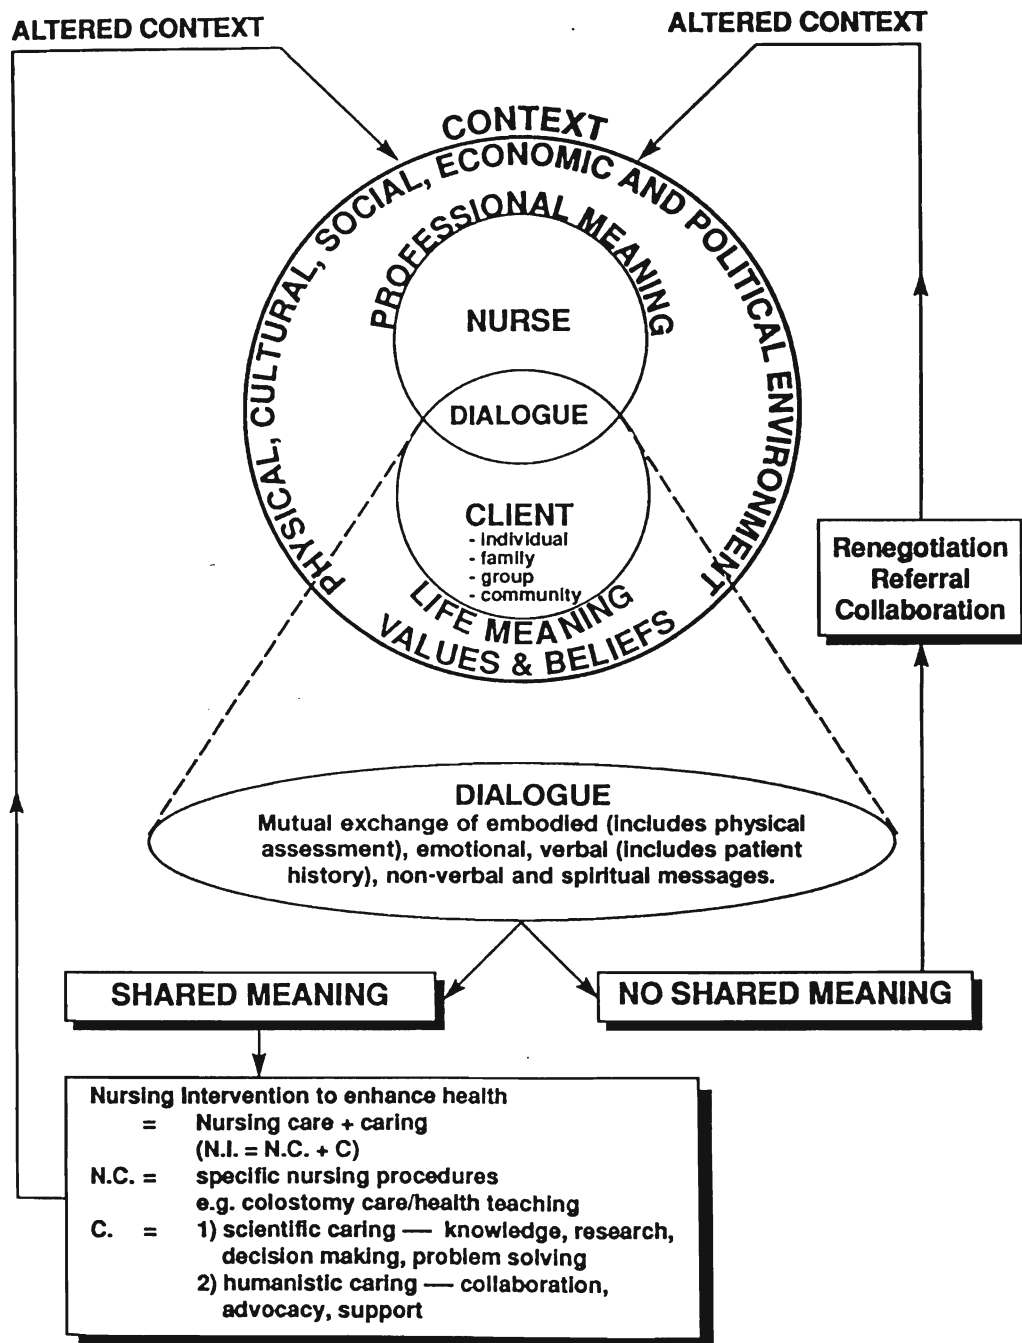 ALTERED CONTEXT
ALTERED CONTEXT
CONTEXT
PHYSICAL, CULTURAL, SOCIAL, ECONOMIC AND POLITICAL ENVIRONMENT
PROFESSIONAL MEANING
NURSE
DIALOGUE
CLIENT
- individual
- family
- group
- community
LIFE MEANING
VALUES & BELIEFS
Renegotiation
Referral
Collaboration
DIALOGUE
Mutual exchange of embodied (includes physical
assessment), emotional, verbal (includes patient
history), non-verbal and spiritual messages.
SHARED MEANING
NO SHARED MEANING
Nursing Intervention to enhance health
= Nursing care + caring
(N.I. = N.C. + C)
N.C. = specific nursing procedures
e.g. colostomy care/health teaching
C. = 1) scientific caring — knowledge, research,
decision making, problem solving
2) humanistic caring — collaboration,
advocacy, support